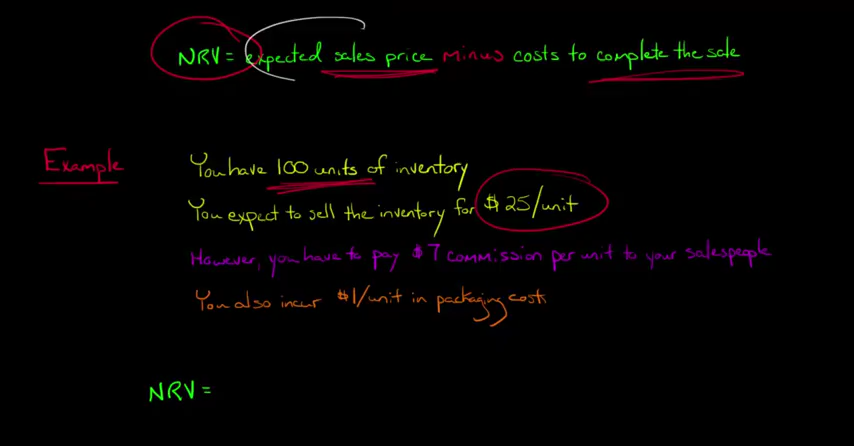 NRV = expected sales price minus costs to complete the sale
Example
You have 100 units of inventory
You expect to sell the inventory for $25/unit
However, you have to pay $7 commission per unit to your salespeople
You also incur $1/unit in packaging costs
NRV =